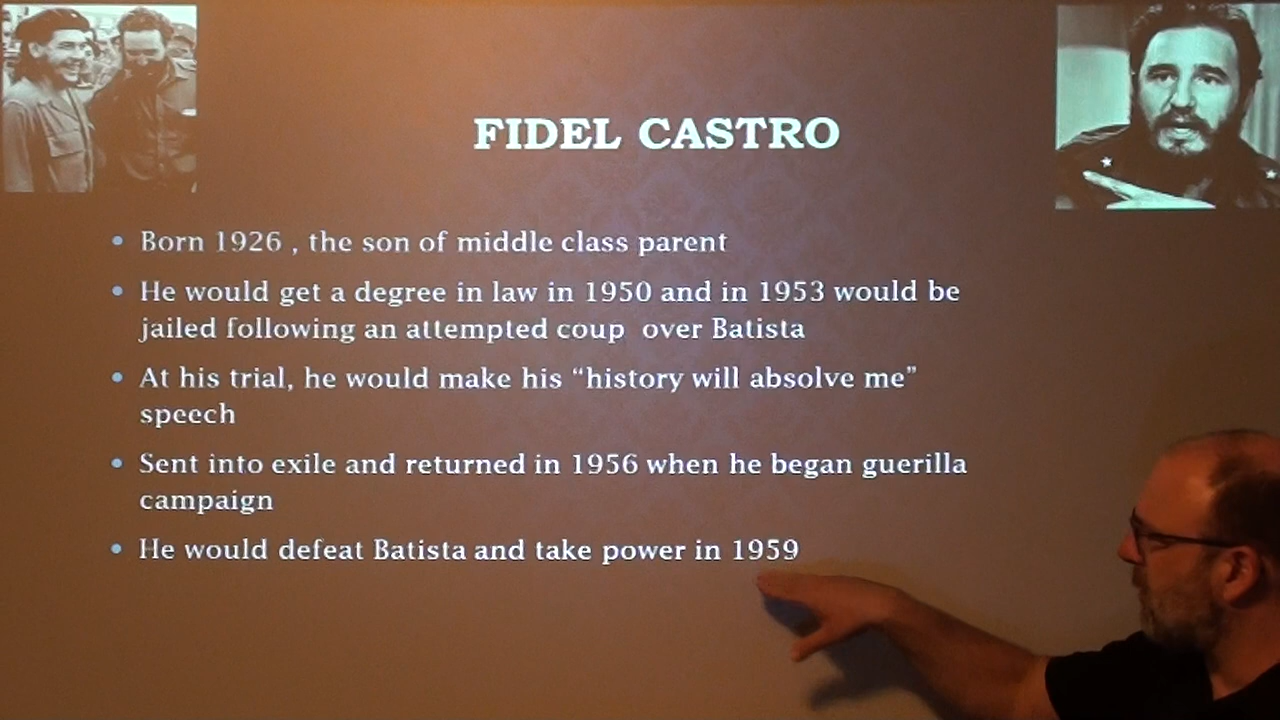 FIDEL CASTRO
• Born 1926 , the son of middle class parent
• He would get a degree in law in 1950 and in 1953 would be
jailed following an attempted coup over Batista
• At his trial, he would make his “history will absolve me”
speech
• Sent into exile and returned in 1956 when he began guerilla
campaign
• He would defeat Batista and take power in 1959